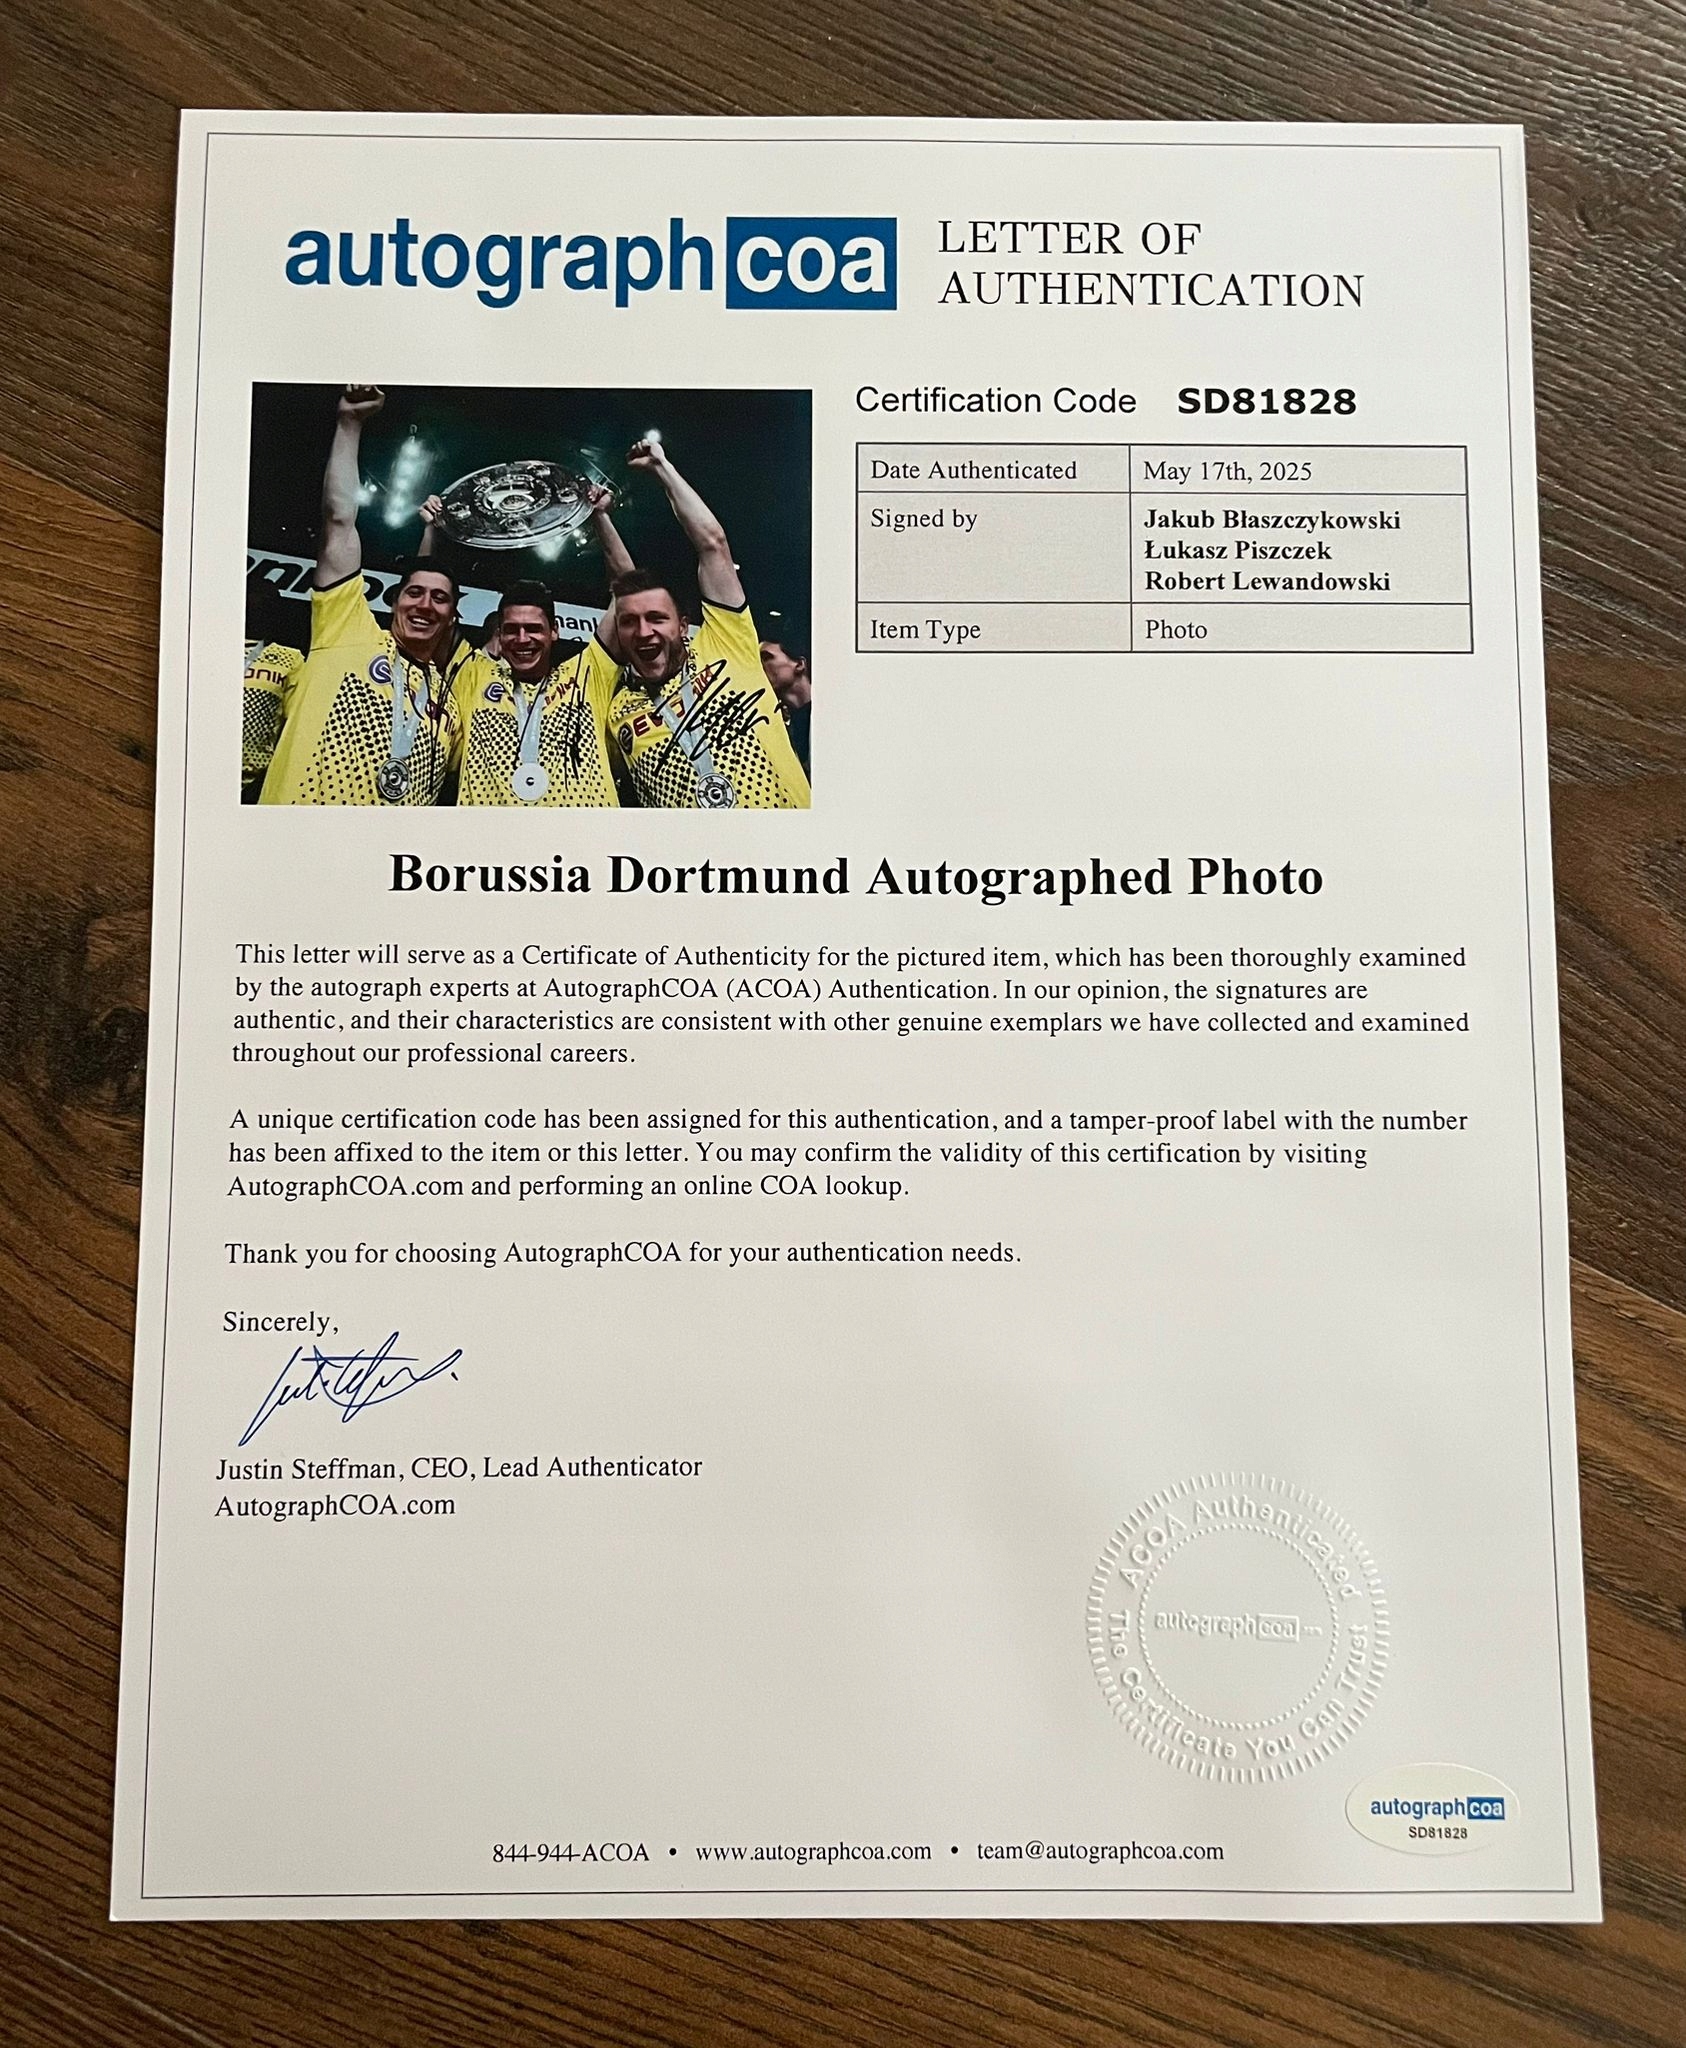 autographcoa
LETTER OF
AUTHENTICATION
Certification Code SD81828
Date Authenticated May 17th, 2025
Signed by Jakub Błaszczykowski
Łukasz Piszczek
Robert Lewandowski
Item Type Photo
EVO
Borussia Dortmund Autographed Photo
This letter will serve as a Certificate of Authenticity for the pictured item, which has been thoroughly examined
by the autograph experts at AutographCOA (ACOA) Authentication. In our opinion, the signatures are
authentic, and their characteristics are consistent with other genuine exemplars we have collected and examined
throughout our professional careers.
A unique certification code has been assigned for this authentication, and a tamper-proof label with the number
has been affixed to the item or this letter. You may confirm the validity of this certification by visiting
AutographCOA.com and performing an online COA lookup.
Thank you for choosing AutographCOA for your authentication needs.
Sincerely,
Justin Steffman, CEO, Lead Authenticator
AutographCOA.com
ACOA Authenticated
autographcoa
The Certificate You Can Trust
autographcoa
SD81828
844-944-ACOA • www.autographcoa.com • team@autographcoa.com